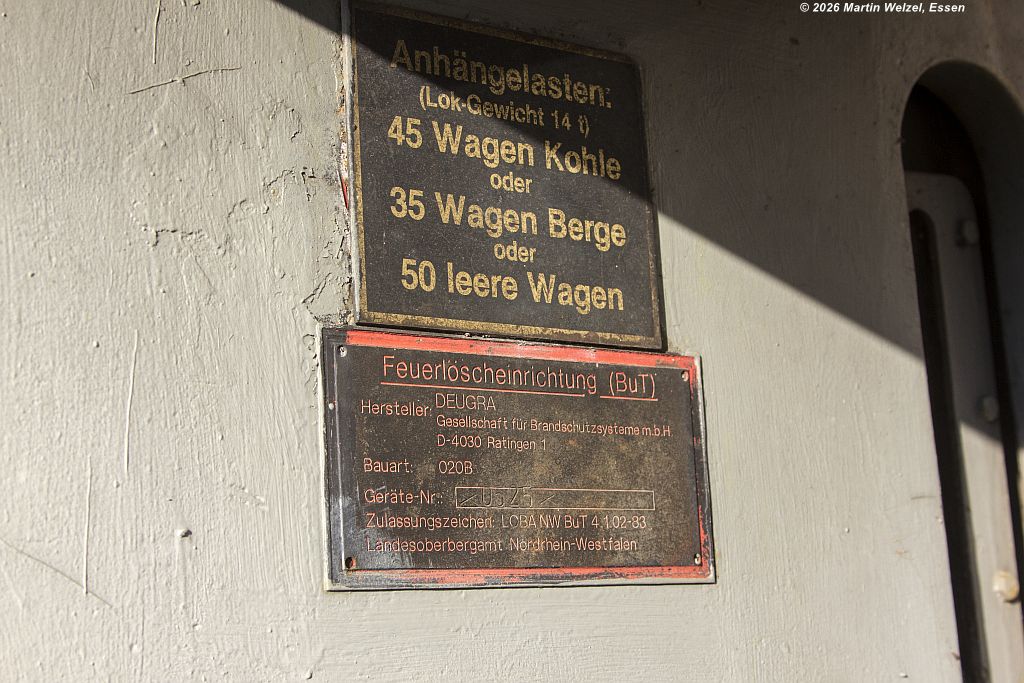 © 2026 Martin Welzel, Essen
Anhängelasten:
(Lok-Gewicht 14 t)
45 Wagen Kohle
oder
35 Wagen Berge
oder
50 leere Wagen
Feuerlöscheinrichtung (BuT)
Hersteller: DEUGRA
Gesellschaft für Brandschutzsysteme m.b.H
D-4030 Ratingen 1
Bauart: 020B
Geräte-Nr.:
Zulassungszeichen: LOBA NW BuT 4.1.02-83
Landesoberbergamt Nordrhein-Westfalen